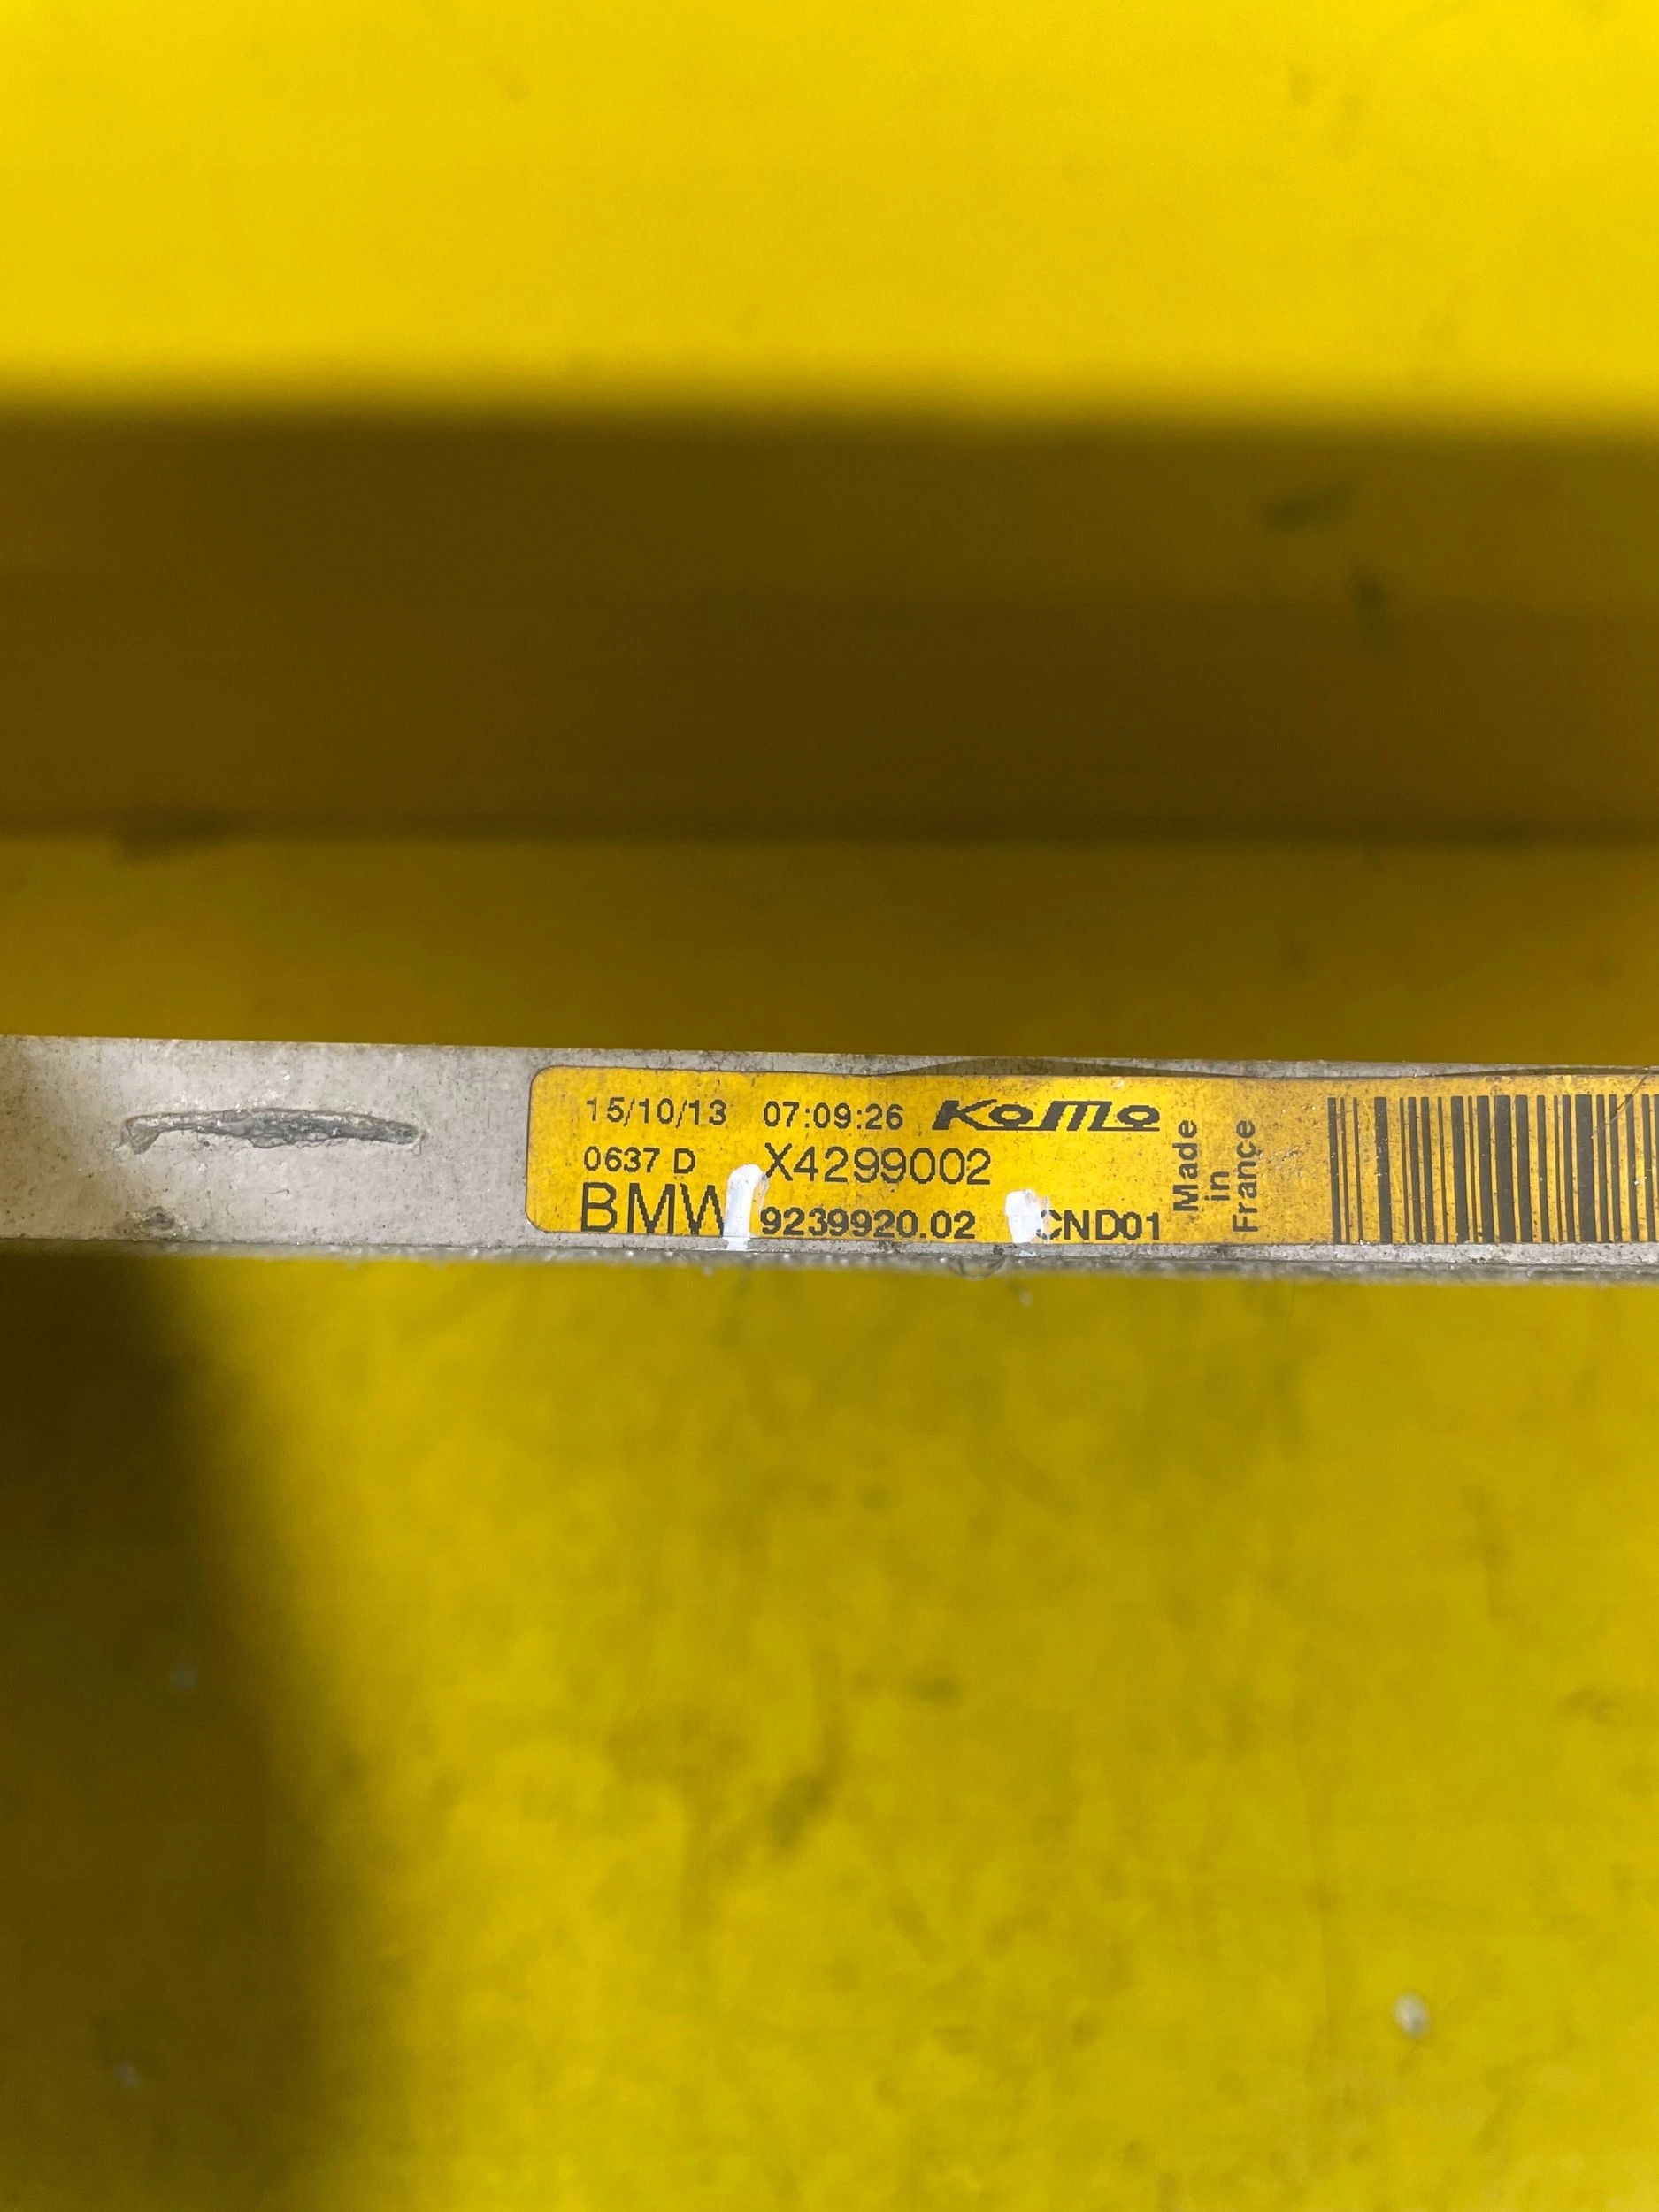 15/10/13 07:09:26 KoMo
0637 D X4299002
BMW 9239920.02 CND01
Made
in
France